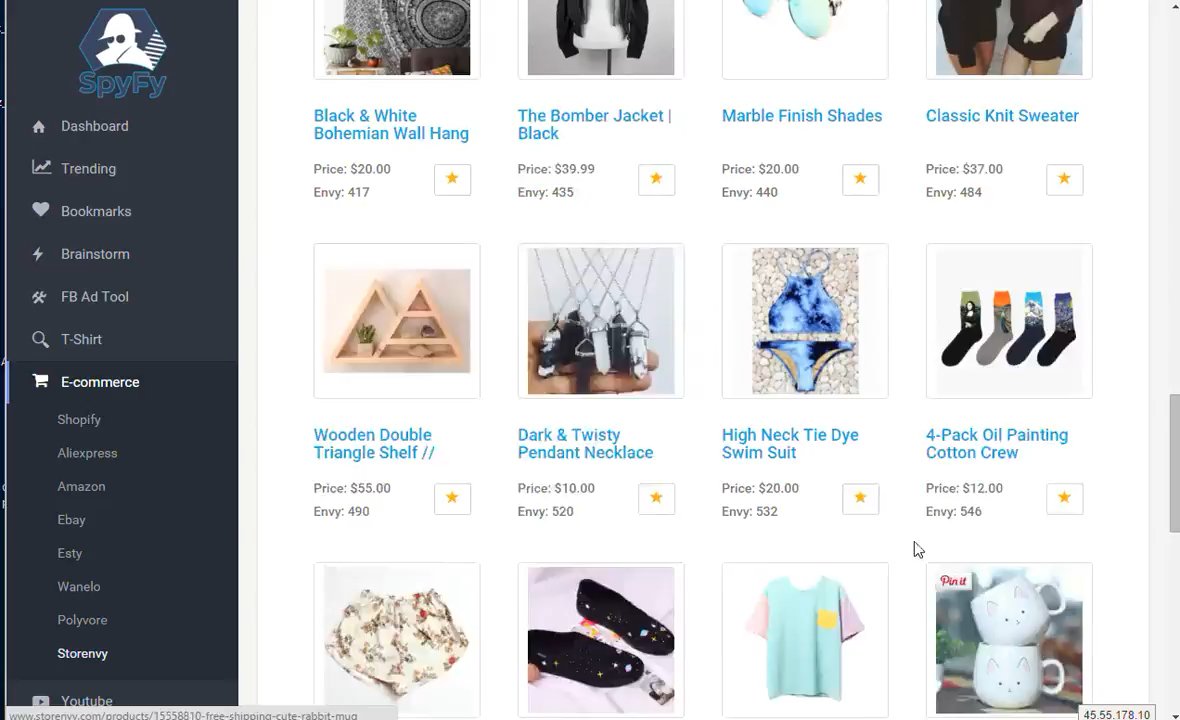 SpyFy
Dashboard
Trending
Bookmarks
Brainstorm
FB Ad Tool
T-Shirt
E-commerce
Shopify
Aliexpress
Amazon
Ebay
Esty
Wanelo
Polyvore
Storenvy
Youtube
Black & White
Bohemian Wall Hang
Price: $20.00
Envy: 417
The Bomber Jacket |
Black
Price: $39.99
Envy: 435
Marble Finish Shades
Price: $20.00
Envy: 440
Classic Knit Sweater
Price: $37.00
Envy: 484
Wooden Double
Triangle Shelf //
Price: $55.00
Envy: 490
Dark & Twisty
Pendant Necklace
Price: $10.00
Envy: 520
High Neck Tie Dye
Swim Suit
Price: $20.00
Envy: 532
4-Pack Oil Painting
Cotton Crew
Price: $12.00
Envy: 546
Pin it
www.storenvy.com/products/15558810-free-shipping-cute-rabbit-mug
45.55.178.10